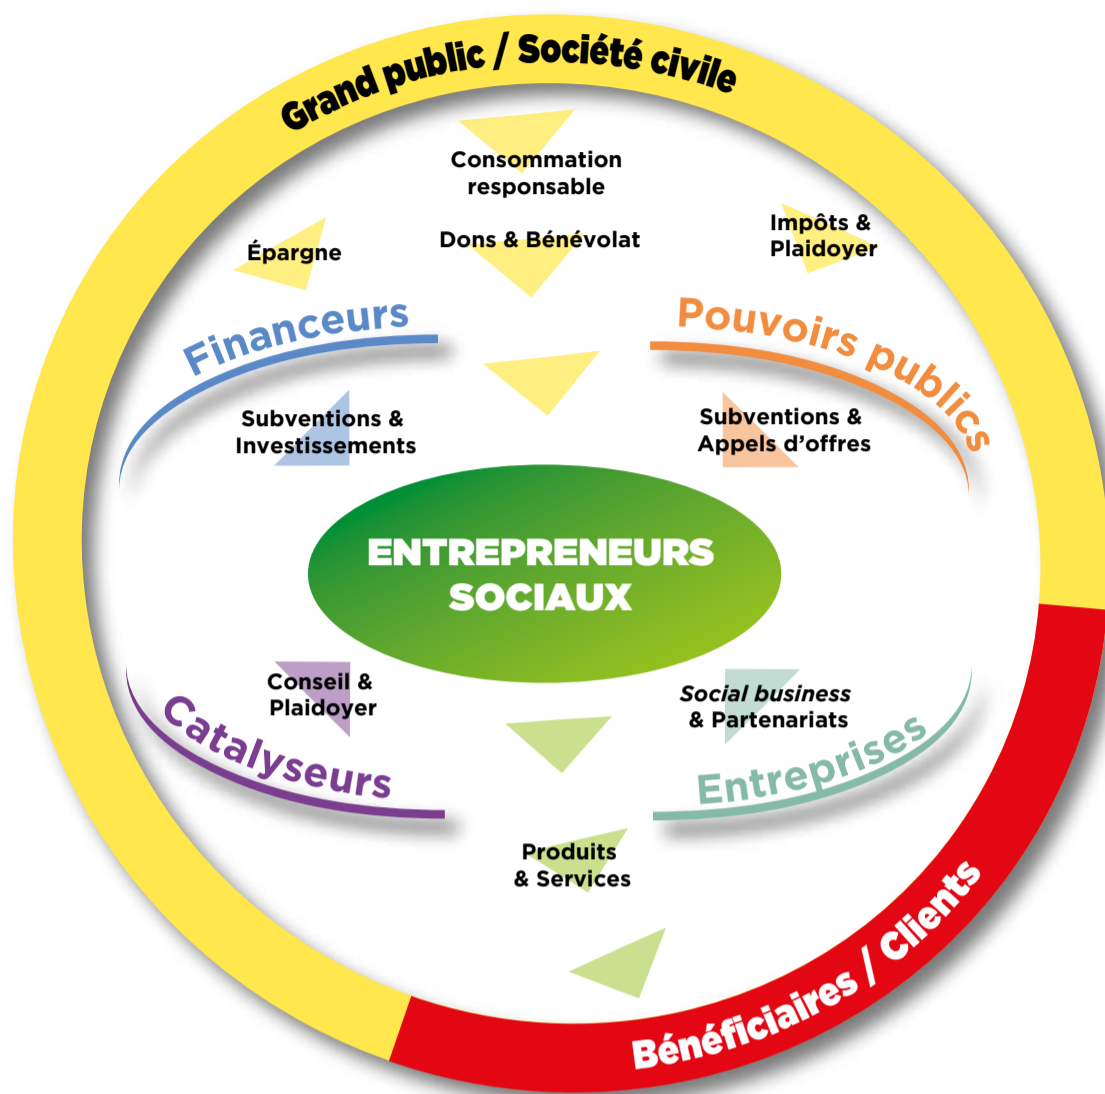 Grand public / Société civile
Consommation
responsable
Épargne
Dons & Bénévolat
Impôts &
Plaidoyer
Financeurs
Pouvoirs publics
Subventions &
Investissements
Subventions &
Appels d’offres
ENTREPRENEURS
SOCIAUX
Conseil &
Plaidoyer
Social business
& Partenariats
Catalyseurs
Entreprises
Produits
& Services
Bénéficiaires / Clients